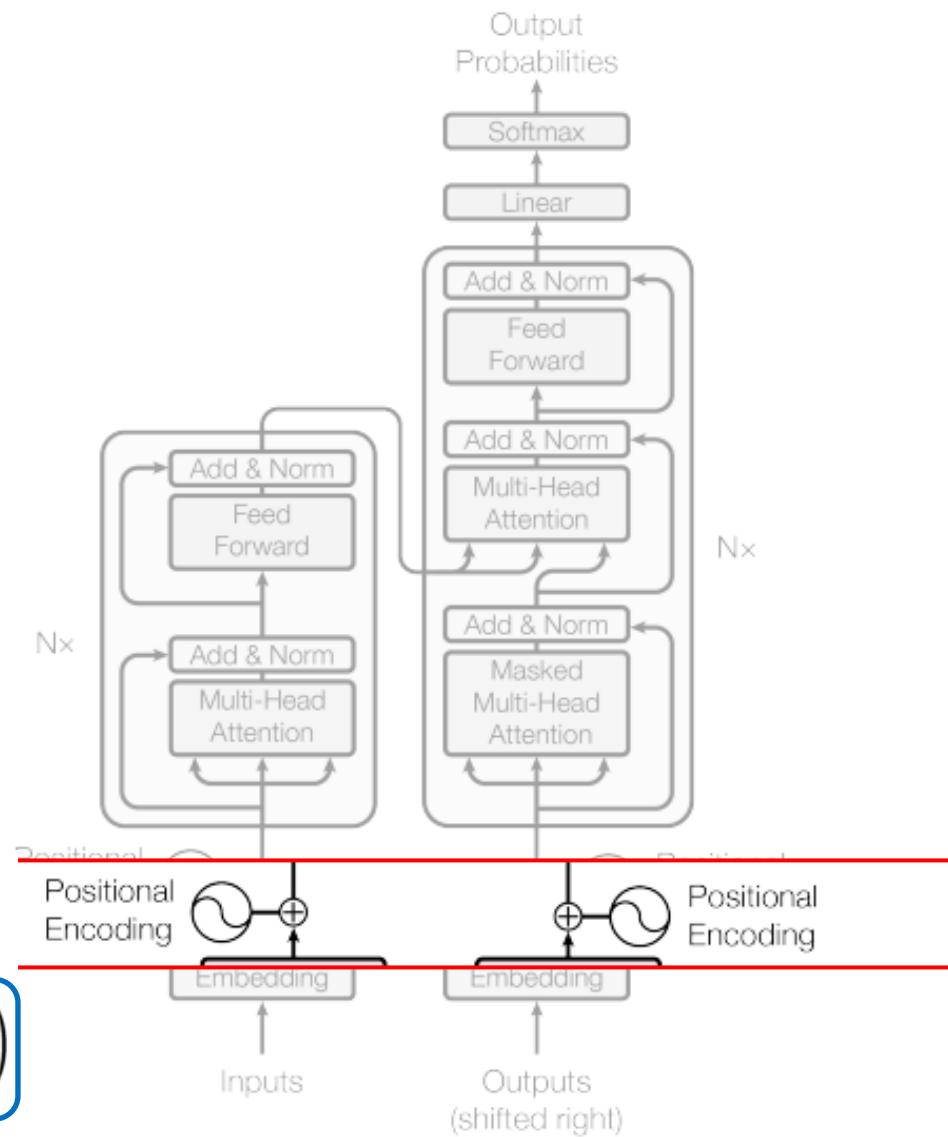 Output
Probabilities
Softmax
Linear
Add & Norm
Feed
Forward
Add & Norm
Multi-Head
Attention
Nx
Add & Norm
Masked
Multi-Head
Attention
Add & Norm
Feed
Forward
Nx
Add & Norm
Multi-Head
Attention
Positional
Positional
Positional
Encoding
Positional
Encoding
Embedding
Embedding
Inputs
Outputs
(shifted right)